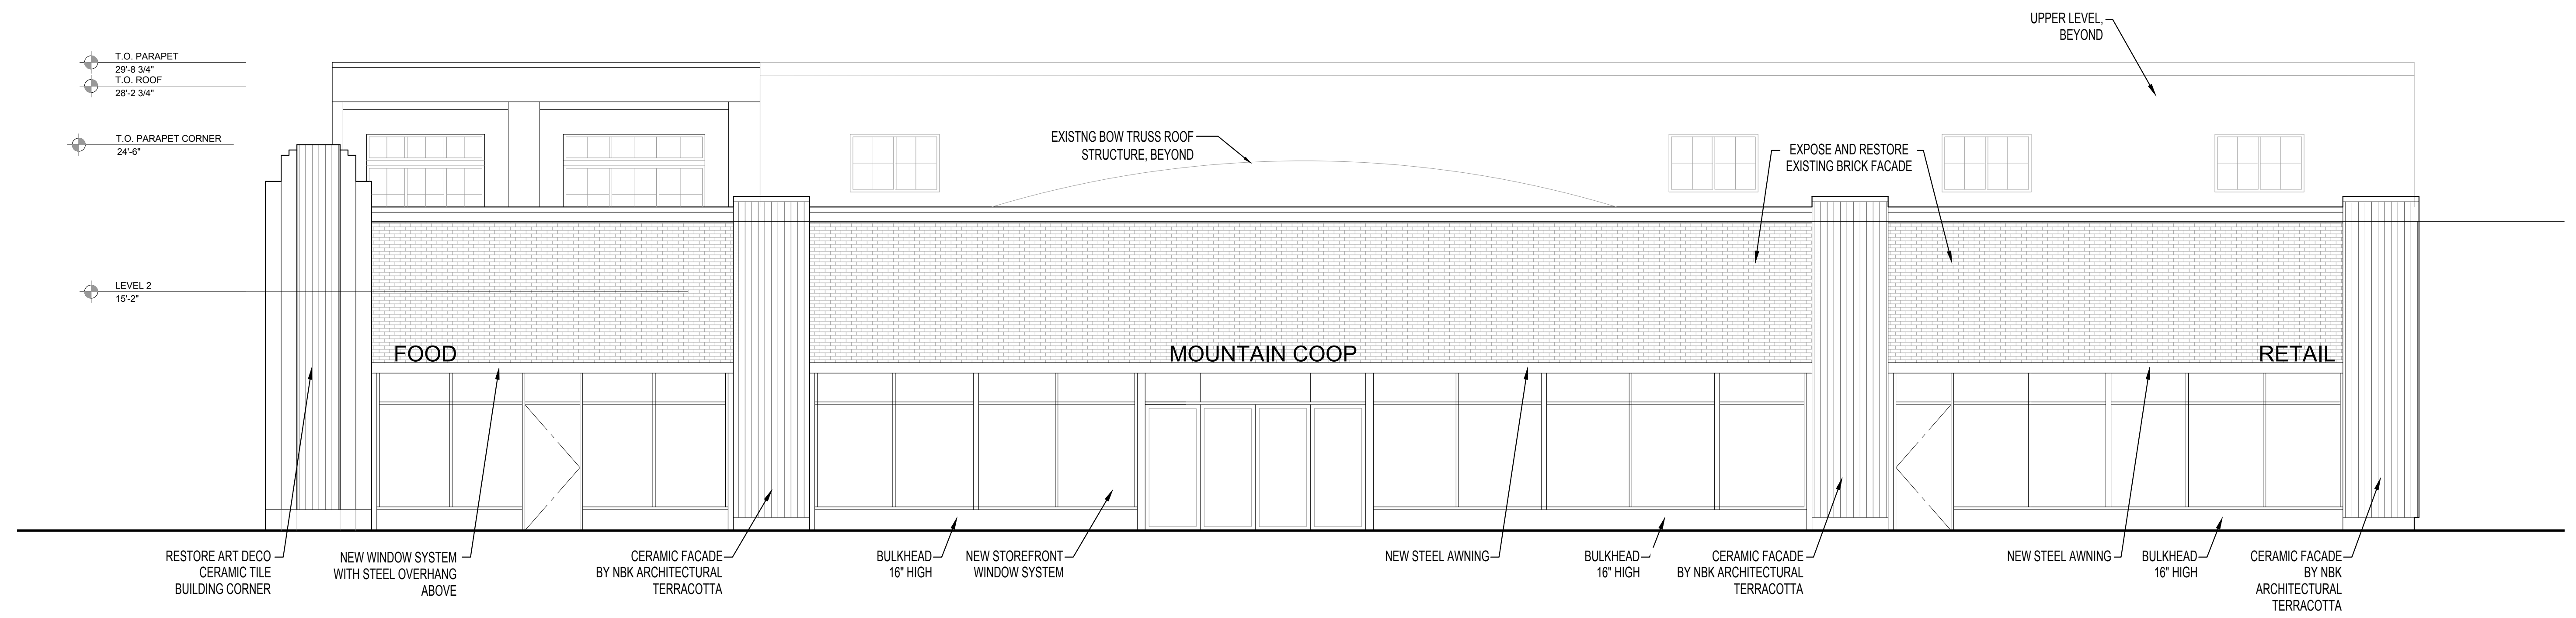 UPPER LEVEL,
BEYOND
T.O. PARAPET
29'-8 3/4"
T.O. ROOF
28'-2 3/4"
T.O. PARAPET CORNER
24'-6"
EXISTNG BOW TRUSS ROOF
STRUCTURE, BEYOND
EXPOSE AND RESTORE
EXISTING BRICK FACADE
LEVEL 2
15'-2"
FOOD
MOUNTAIN COOP
RETAIL
RESTORE ART DECO
CERAMIC TILE
BUILDING CORNER
NEW WINDOW SYSTEM
WITH STEEL OVERHANG
ABOVE
CERAMIC FACADE
BY NBK ARCHITECTURAL
TERRACOTTA
BULKHEAD
16" HIGH
NEW STOREFRONT
WINDOW SYSTEM
NEW STEEL AWNING
BULKHEAD
16" HIGH
CERAMIC FACADE
BY NBK ARCHITECTURAL
TERRACOTTA
NEW STEEL AWNING
BULKHEAD
16" HIGH
CERAMIC FACADE
BY NBK
ARCHITECTURAL
TERRACOTTA